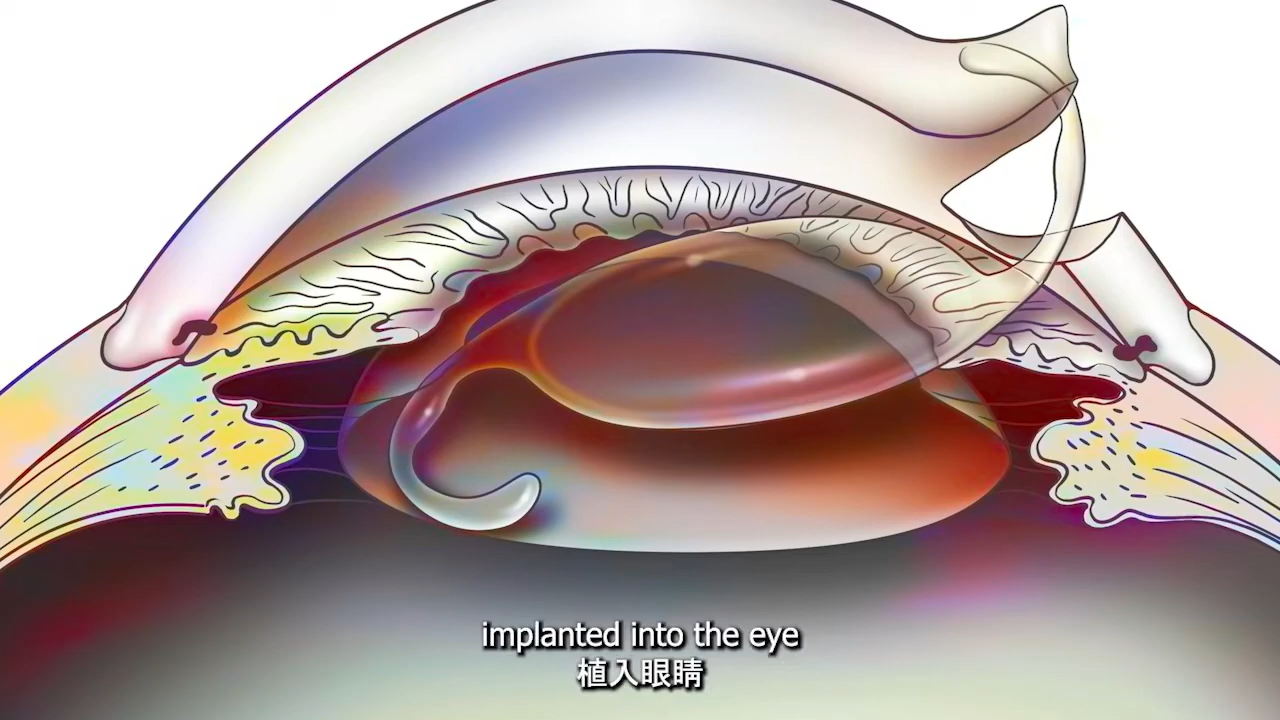 implanted into the eye
植入眼睛